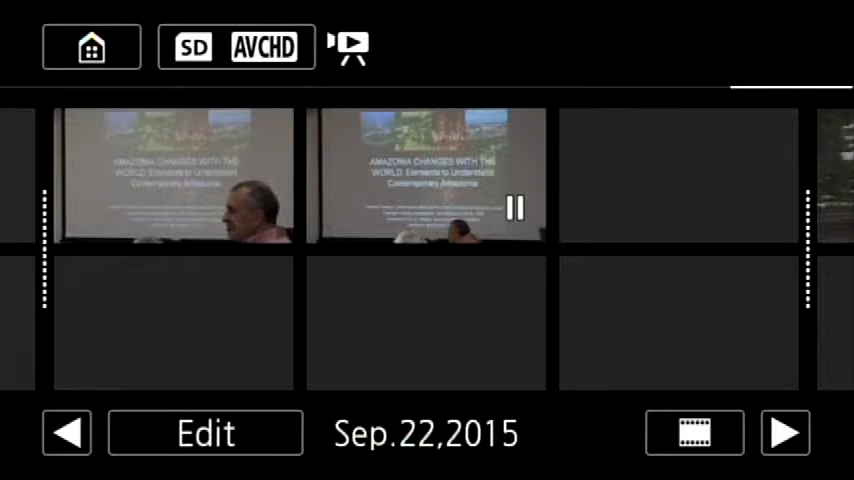 SD AVCHD
AMAZONIA CHANGES WITH THE
WORLD: Elements to Understand
Contemporary Amazonia
AMAZONIA CHANGES WITH THE
WORLD: Elements to Understand
Contemporary Amazonia
Edit Sep.22,2015